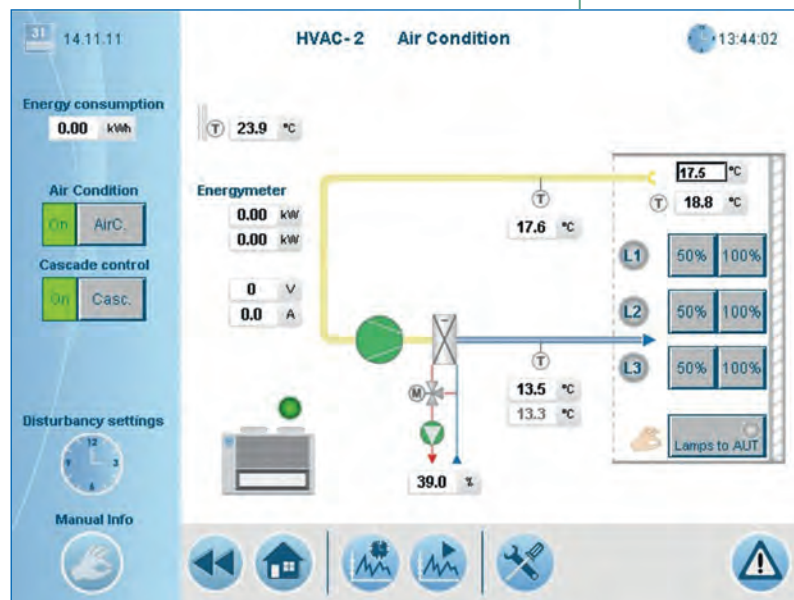 31 14.11.11 HVAC-2 Air Condition 13:44:02
Energy consumption
0.00 kWh
Air Condition
On AirC.
Cascade control
On Casc.
Disturbancy settings
12
3
6
9
Manual Info
T 23.9 °C
Energymeter
0.00 kW
0.00 kW
0 V
0.0 A
T
17.6 °C
17.5 °C
T 18.8 °C
L1 50% 100%
L2 50% 100%
L3 50% 100%
Lamps to AUT
T
13.5 °C
13.3 °C
M
39.0 %